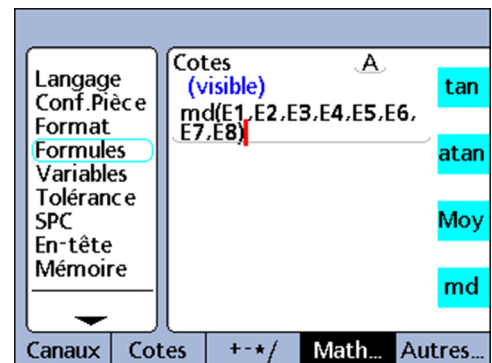 Langage
Conf.Pièce
Format
Formules
Variables
Tolérance
SPC
En-tête
Mémoire
Cotes A
(visible)
md(E1,E2,E3,E4,E5,E6,
E7,E8)
tan
atan
Moy
md
Canaux Cotes +-*/ Math... Autres...